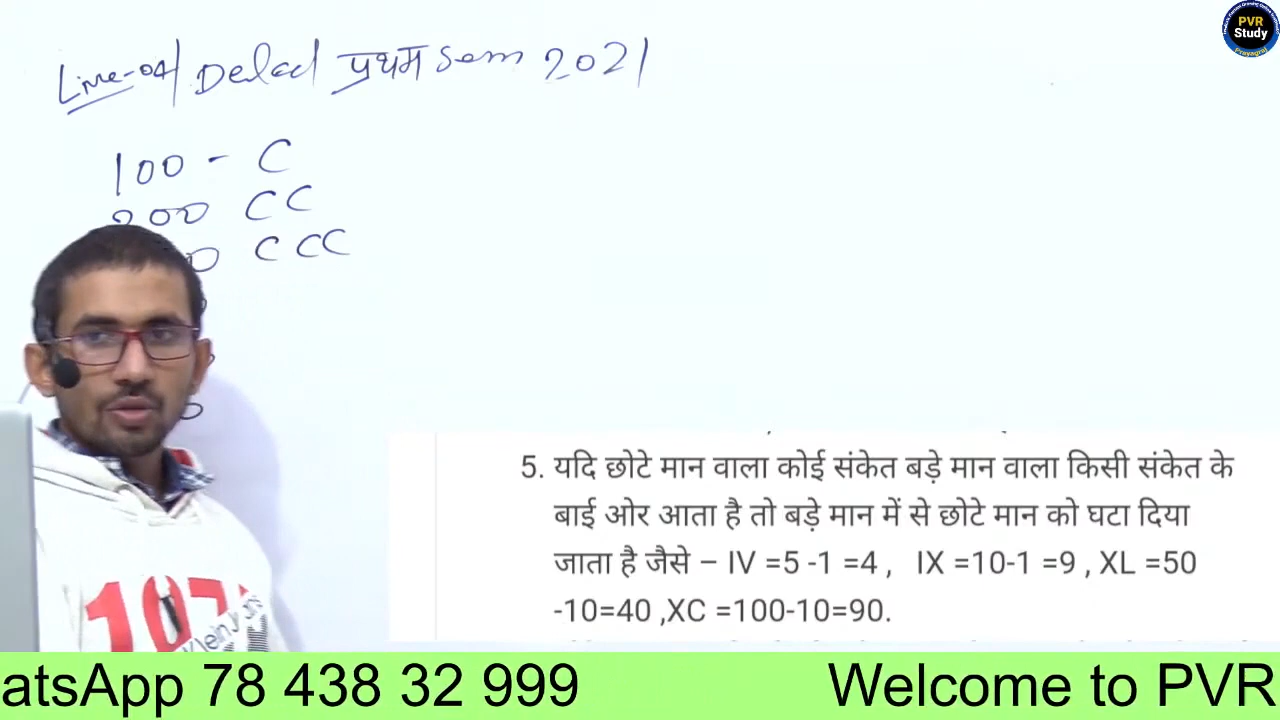 PVR
Study
Prayagraj
Live-04 Deled प्रथम Sem 2021
100 - C
200 CC
CCC
5. यदि छोटे मान वाला कोई संकेत बड़े मान वाला किसी संकेत के
बाई ओर आता है तो बड़े मान में से छोटे मान को घटा दिया
जाता है जैसे – IV =5 -1 =4 , IX =10-1 =9 , XL =50
-10=40 ,XC =100-10=90.
107
atsApp 78 438 32 999
Welcome to PVR